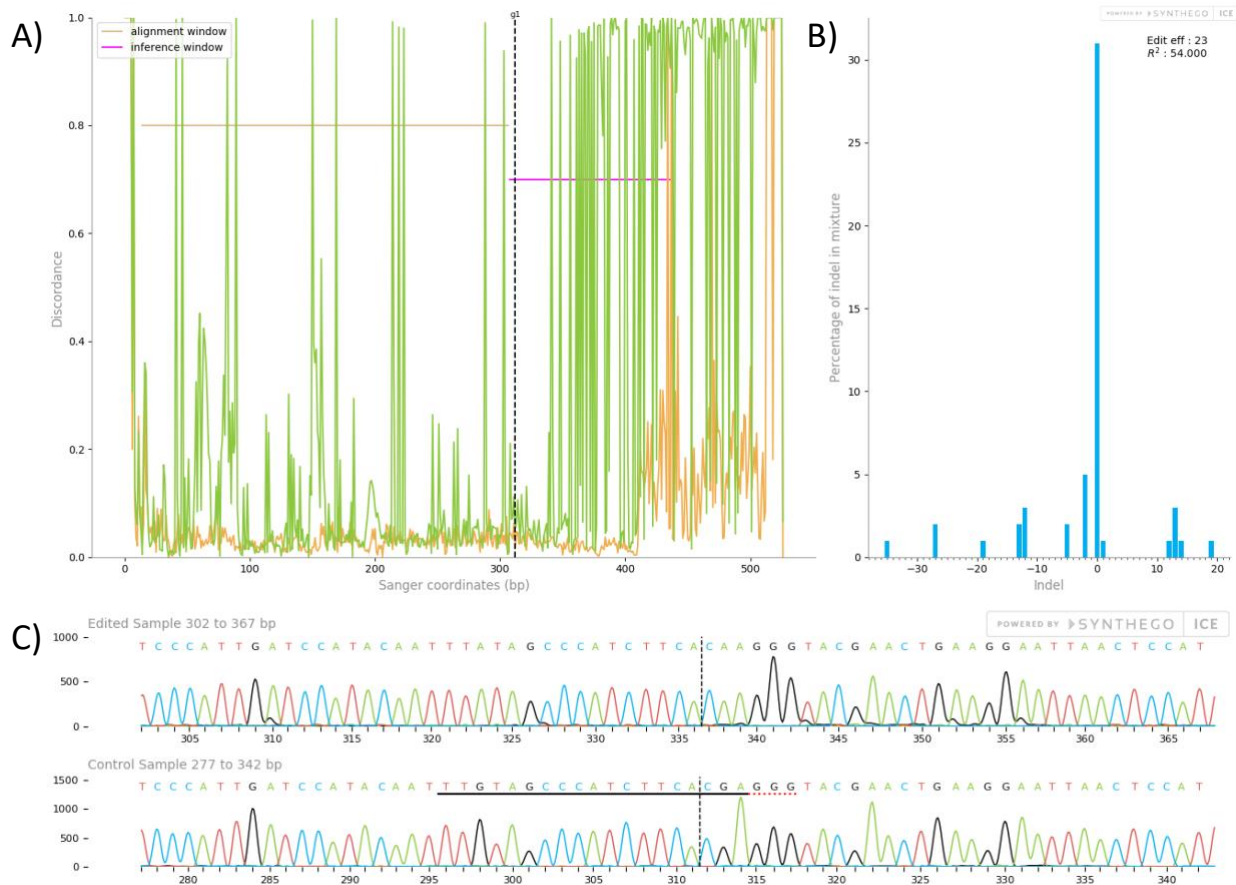 A)
g1
alignment window
inference window
1.0
0.8
0.6
0.4
0.2
0.0
Discordance
0 100 200 300 400 500
Sanger coordinates (bp)
B)
POWERED BY SYNTHEGO ICE
Edit eff : 23
R² : 54.000
30
25
20
15
10
5
0
Percentage of indel in mixture
−30 −20 −10 0 10 20
Indel
C)
Edited Sample 302 to 367 bp
POWERED BY SYNTHEGO ICE
T C C C A T T G A T C C A T A C A A T T T A T A G C C C A T C T T C A C A A G G G T A C G A A C T G A A G G A A T T A A C T C C A T
1000
500
0
305 310 315 320 325 330 335 340 345 350 355 360 365
Control Sample 277 to 342 bp
T C C C A T T G A T C C A T A C A A T T T G T A G C C C A T C T T C A C G A G G G T A C G A A C T G A A G G A A T T A A C T C C A T
1500
1000
500
0
280 285 290 295 300 305 310 315 320 325 330 335 340